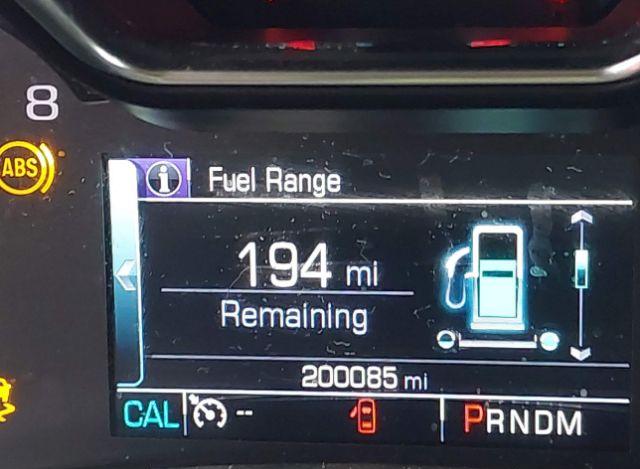 8
ABS
Fuel Range
194 mi
Remaining
200085 mi
CAL -- PRNDM